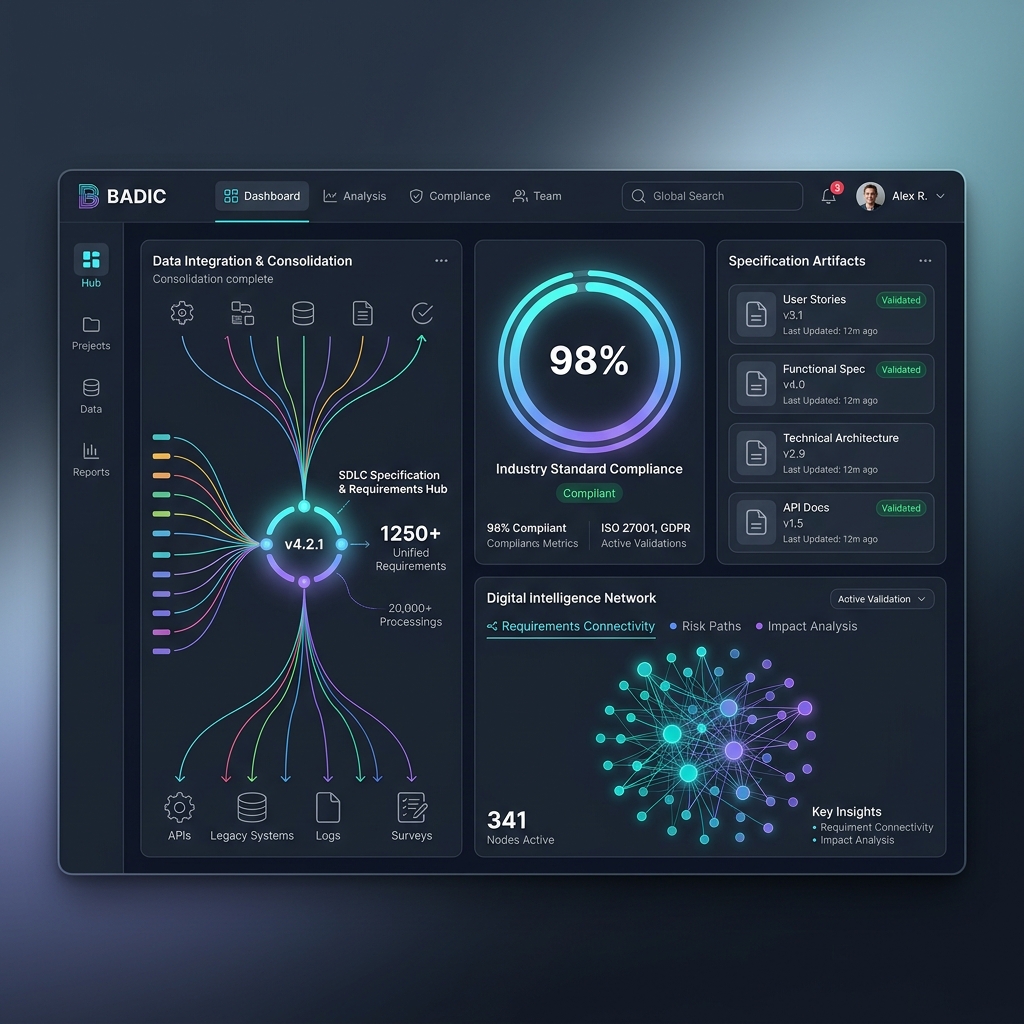 BADIC
Dashboard
Analysis
Compliance
Team
Global Search
3
Alex R.
Hub
Prejects
Data
Reports
Data Integration & Consolidation
Consolidation complete
SDLC Specification
& Requirements Hub
v4.2.1
1250+
Unified
Requirements
20,000+
Processings
APIs
Legacy Systems
Logs
Surveys
98%
Industry Standard Compliance
Compliant
98% Compliant
Compliance Metrics
ISO 27001, GDPR
Active Validations
Specification Artifacts
User Stories
Validated
v3.1
Last Updated: 12m ago
Functional Spec
Validated
v4.0
Last Updated: 12m ago
Technical Architecture
v2.9
Last Updated: 12m ago
API Docs
Validated
v1.5
Last Updated: 12m ago
Digital intelligence Network
Active Validation
Requirements Connectivity
Risk Paths
Impact Analysis
341
Nodes Active
Key Insights
• Requiment Connectivity
• Impact Analysis